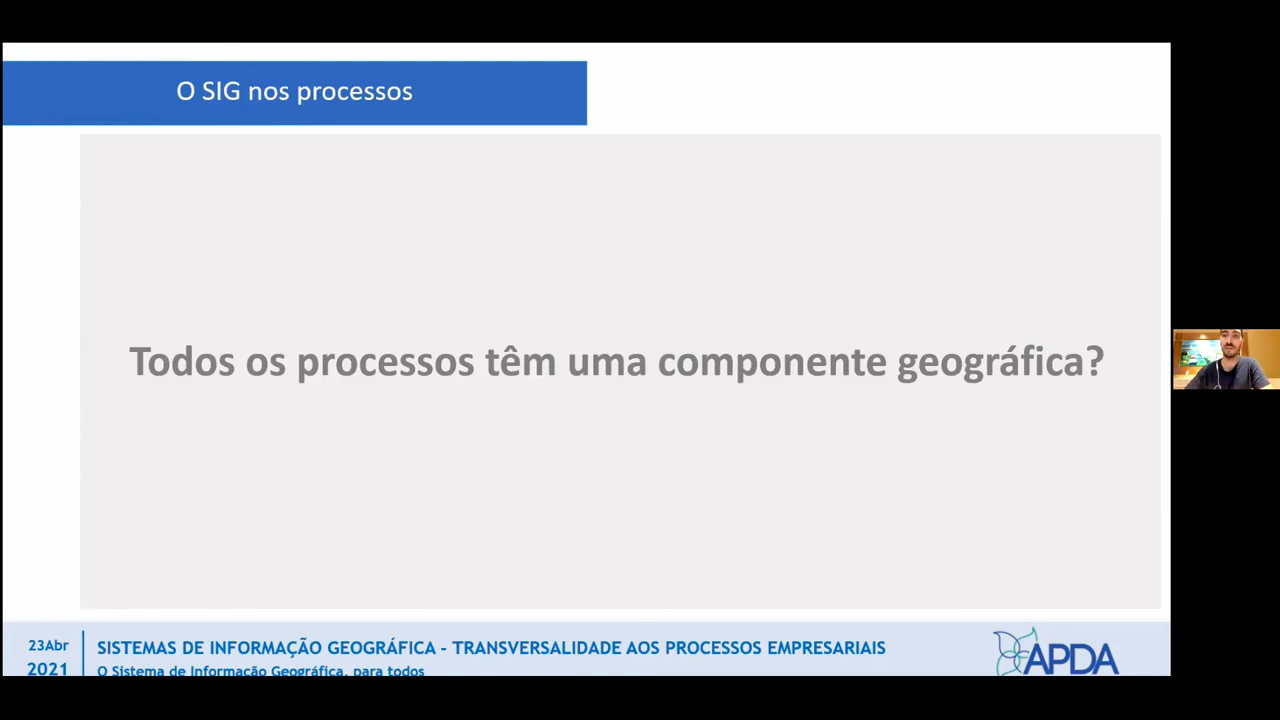 O SIG nos processos
Todos os processos têm uma componente geográfica?
23Abr
2021
SISTEMAS DE INFORMAÇÃO GEOGRÁFICA - TRANSVERSALIDADE AOS PROCESSOS EMPRESARIAIS
O Sistema de Informação Geográfica, para todos
APDA